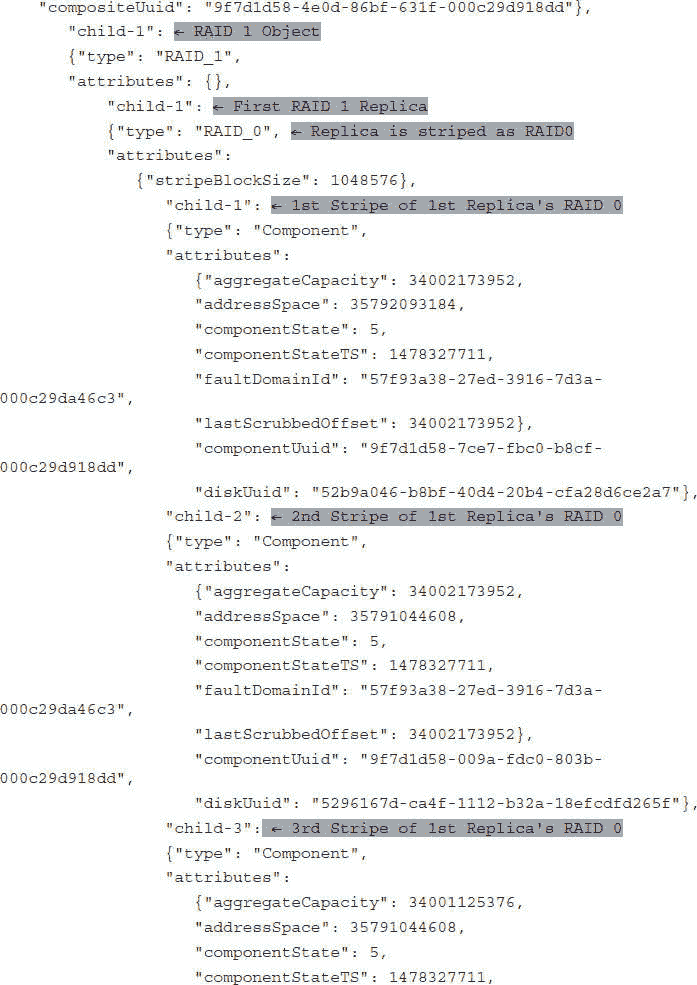 "compositeUuid": "9f7d1d58-4e0d-86bf-631f-000c29d918dd"},
"child-1": ← RAID 1 Object
{"type": "RAID_1",
"attributes": {},
"child-1": ← First RAID 1 Replica
{"type": "RAID_0", ← Replica is striped as RAID0
"attributes":
{"stripeBlockSize": 1048576},
"child-1": ← 1st Stripe of 1st Replica's RAID 0
{"type": "Component",
"attributes":
{"aggregateCapacity": 34002173952,
"addressSpace": 35792093184,
"componentState": 5,
"componentStateTS": 1478327711,
"faultDomainId": "57f93a38-27ed-3916-7d3a-
000c29da46c3",
"lastScrubbedOffset": 34002173952},
"componentUuid": "9f7d1d58-7ce7-fbc0-b8cf-
000c29d918dd",
"diskUuid": "52b9a046-b8bf-40d4-20b4-cfa28d6ce2a7"},
"child-2": ← 2nd Stripe of 1st Replica's RAID 0
{"type": "Component",
"attributes":
{"aggregateCapacity": 34002173952,
"addressSpace": 35791044608,
"componentState": 5,
"componentStateTS": 1478327711,
"faultDomainId": "57f93a38-27ed-3916-7d3a-
000c29da46c3",
"lastScrubbedOffset": 34002173952},
"componentUuid": "9f7d1d58-009a-fdc0-803b-
000c29d918dd",
"diskUuid": "5296167d-ca4f-1112-b32a-18efcdfd265f"},
"child-3": ← 3rd Stripe of 1st Replica's RAID 0
{"type": "Component",
"attributes":
{"aggregateCapacity": 34001125376,
"addressSpace": 35791044608,
"componentState": 5,
"componentStateTS": 1478327711,